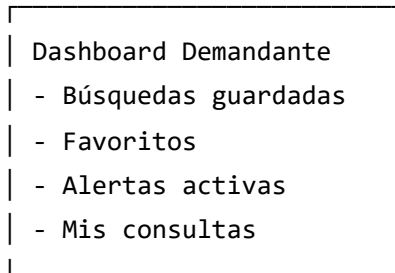 Dashboard Demandante
- Búsquedas guardadas
- Favoritos
- Alertas activas
- Mis consultas